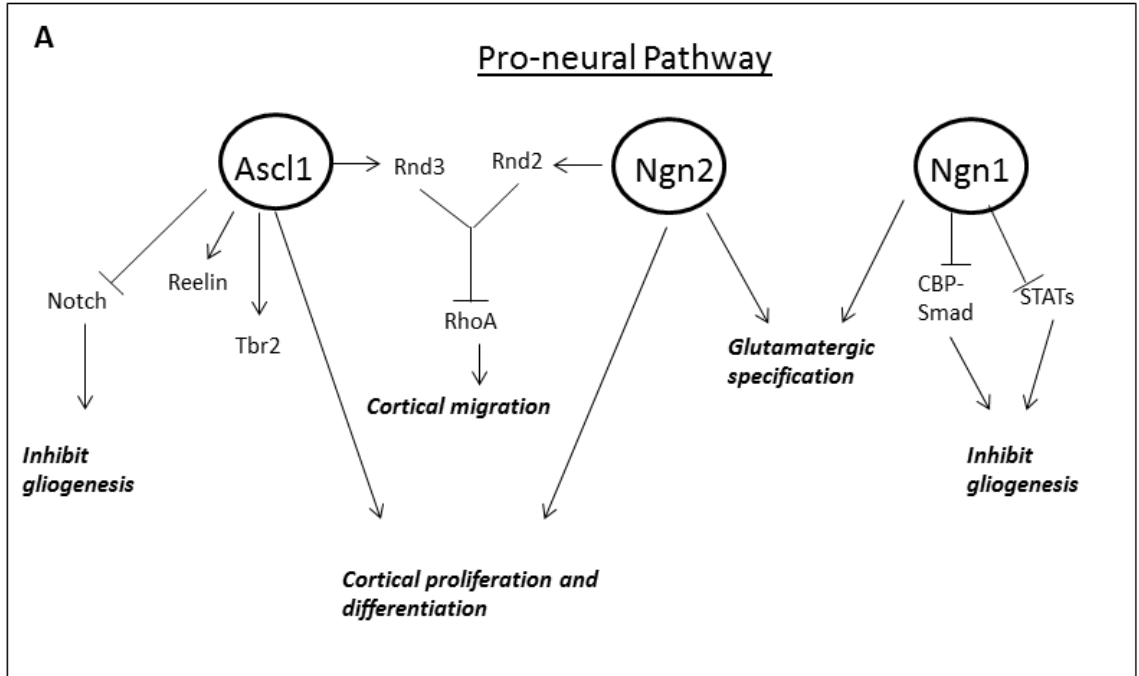 A
Pro-neural Pathway
Ascl1
Rnd3
Rnd2
Ngn2
Ngn1
Notch
Reelin
Tbr2
RhoA
CBP-
Smad
STATs
Glutamatergic
specification
Cortical migration
Inhibit
gliogenesis
Inhibit
gliogenesis
Cortical proliferation and
differentiation